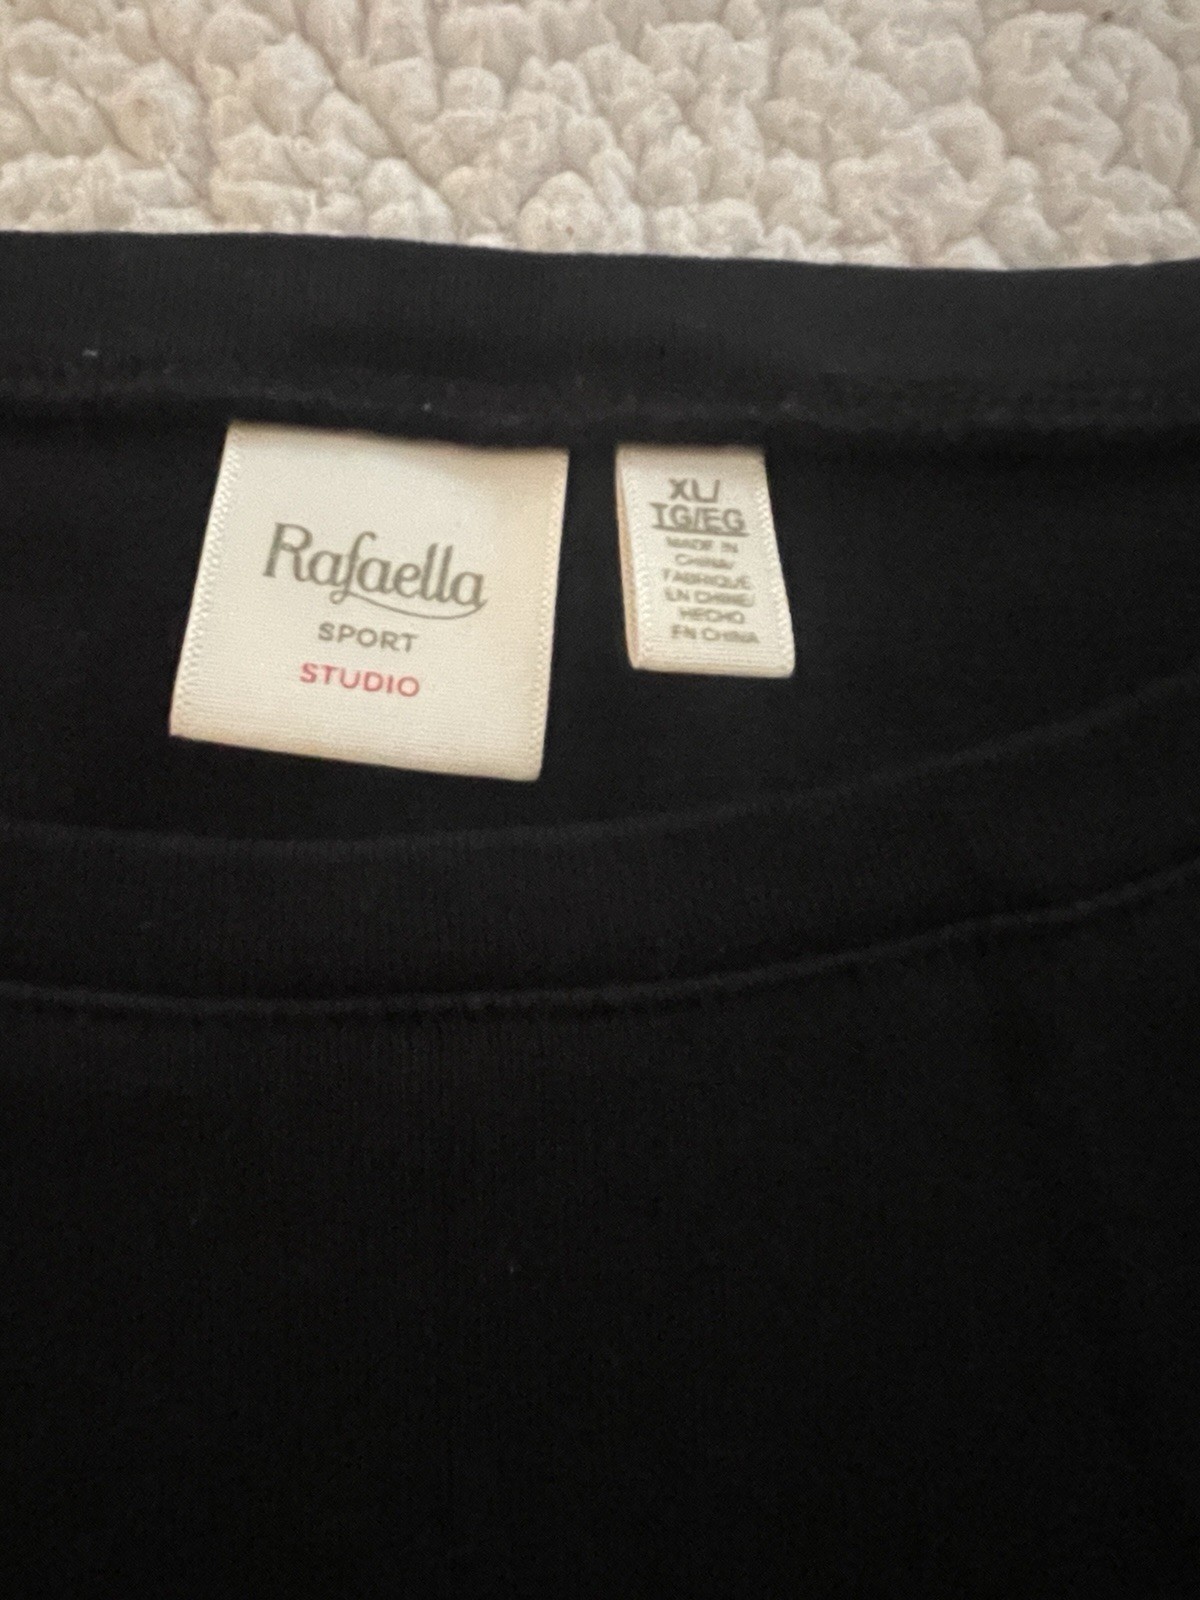 Rafaella
SPORT
STUDIO
XL/
TG/EG
MADE IN
CHINA/
FABRIQUÉ
EN CHINE/
HECHO
EN CHINA